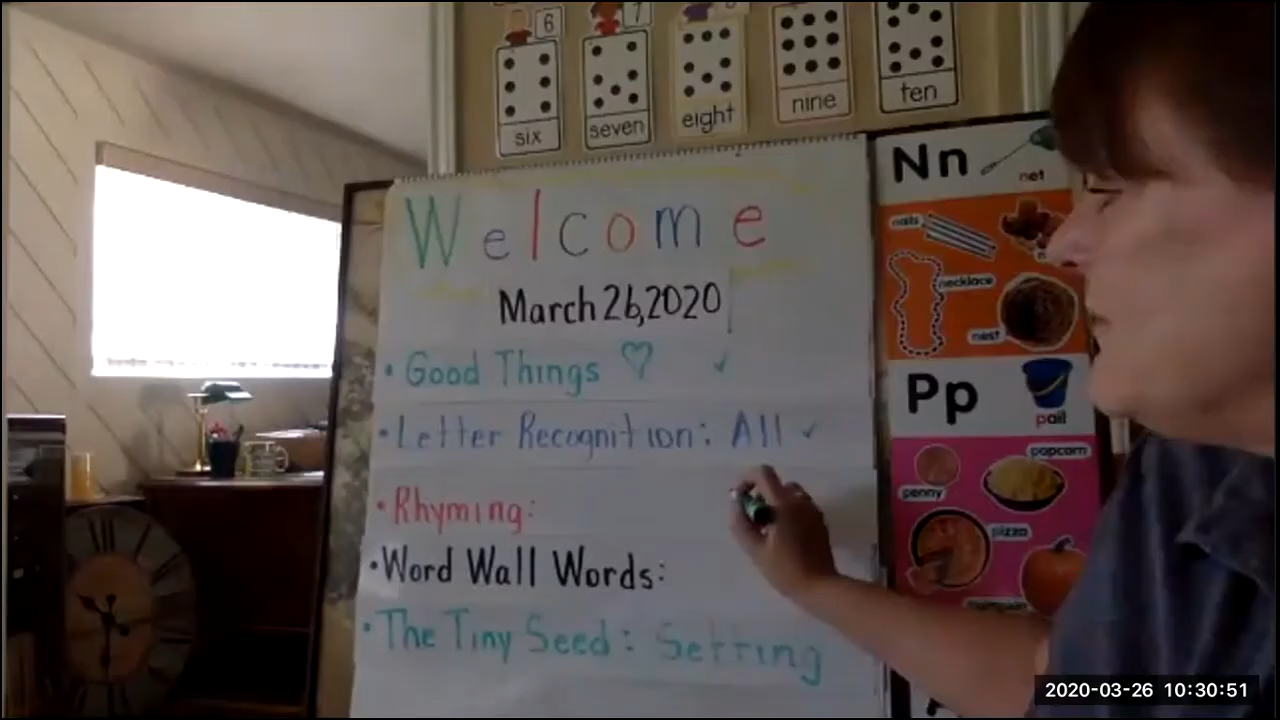 6
7
six
seven
eight
nine
ten
Welcome
March 26, 2020
• Good Things ♡ ✓
• Letter Recognition: All ✓
• Rhyming:
• Word Wall Words:
• The Tiny Seed: Setting
Nn
net
nails
necklace
nest
Pp
pail
popcorn
penny
pizza
2020-03-26 10:30:51